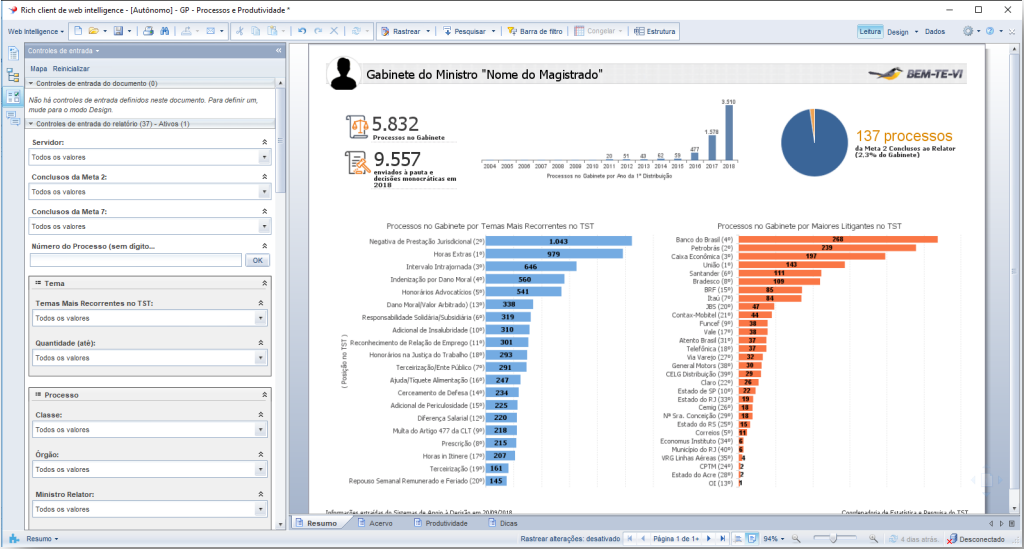 Rich client de web intelligence - [Autônomo] - GP - Processos e Produtividade *
Web Intelligence
Rastrear
Pesquisar
Barra de filtro
Congelar
Estrutura
Leitura
Design
Dados
Controles de entrada
Mapa Reinicializar
Controles de entrada do documento (0)
Não há controles de entrada definidos neste documento. Para definir um,
mude para o modo Design.
Controles de entrada do relatório (37) - Ativos (1)
Servidor:
Todos os valores
Conclusos da Meta 2:
Todos os valores
Conclusos da Meta 7:
Todos os valores
Número do Processo (sem dígito...
OK
Tema
Temas Mais Recorrentes no TST:
Todos os valores
Quantidade (até):
Todos os valores
Processo
Classe:
Todos os valores
Órgão:
Todos os valores
Ministro Relator:
Todos os valores
Gabinete do Ministro "Nome do Magistrado"
BEM-TE-VI
5.832
Processos no Gabinete
9.557
enviados à pauta e
decisões monocráticas em
2018
3.510
1.578
477
26 51 43 62 59
2004 2005 2006 2007 2008 2009 2010 2011 2012 2013 2014 2015 2016 2017 2018
Processos no Gabinete por Ano da 1ª Distribuição
137 processos
da Meta 2 Conclusos ao Relator
(2,3% do Gabinete)
Processos no Gabinete por Temas Mais Recorrentes no TST
( Posição no TST )
Negativa de Prestação Jurisdicional (2º) 1.043
Horas Extras (1º) 979
Intervalo Intrajornada (3º) 646
Indenização por Dano Moral (4º) 560
Honorários Advocatícios (5º) 541
Dano Moral(Valor Arbitrado) (13º) 338
Responsabilidade Solidária/Subsidiária (6º) 319
Adicional de Insalubridade (10º) 310
Reconhecimento de Relação de Emprego (11º) 301
Honorários na Justiça do Trabalho (18º) 293
Terceirização/Ente Público (7º) 291
Ajuda/Tíquete Alimentação (16º) 247
Cerceamento de Defesa (14º) 234
Adicional de Periculosidade (15º) 225
Diferença Salarial (12º) 220
Multa do Artigo 477 da CLT (9º) 218
Prescrição (8º) 215
Horas in Itinere (17º) 207
Terceirização (19º) 161
Repouso Semanal Remunerado e Feriado (20º) 145
Processos no Gabinete por Maiores Litigantes no TST
Banco do Brasil (4º) 268
Petrobrás (2º) 239
Caixa Econômica (3º) 197
União (1º) 143
Santander (6º) 111
Bradesco (8º) 109
BRF (15º) 85
Itaú (7º) 84
JBS (20º) 47
Contax-Mobitel (21º) 44
Funcef (9º) 38
Vale (17º) 38
Atento Brasil (31º) 37
Telefônica (18º) 37
Via Varejo (27º) 32
General Motors (38º) 30
CELG Distribuição (39º) 29
Claro (22º) 26
Estado de SP (10º) 22
Estado do RJ (33º) 19
Cemig (26º) 18
Nª Sra. Conceição (29º) 18
Estado do RS (25º) 15
Correios (5º) 11
Economus Instituto (34º) 6
Município do RJ (40º) 6
VRG Linhas Aéreas (35º) 4
CPTM (24º) 2
Estado do Acre (28º) 2
OI (13º) 1
Informações extraídas do Sistemas de Apoio à Decisão em 20/09/2018
Coordenadoria de Estatística e Pesquisa do TST
Resumo
Acervo
Produtividade
Dicas
Resumo
Rastrear alterações: desativado
Página 1 de 1+
94%
4 dias atrás.
Desconectado